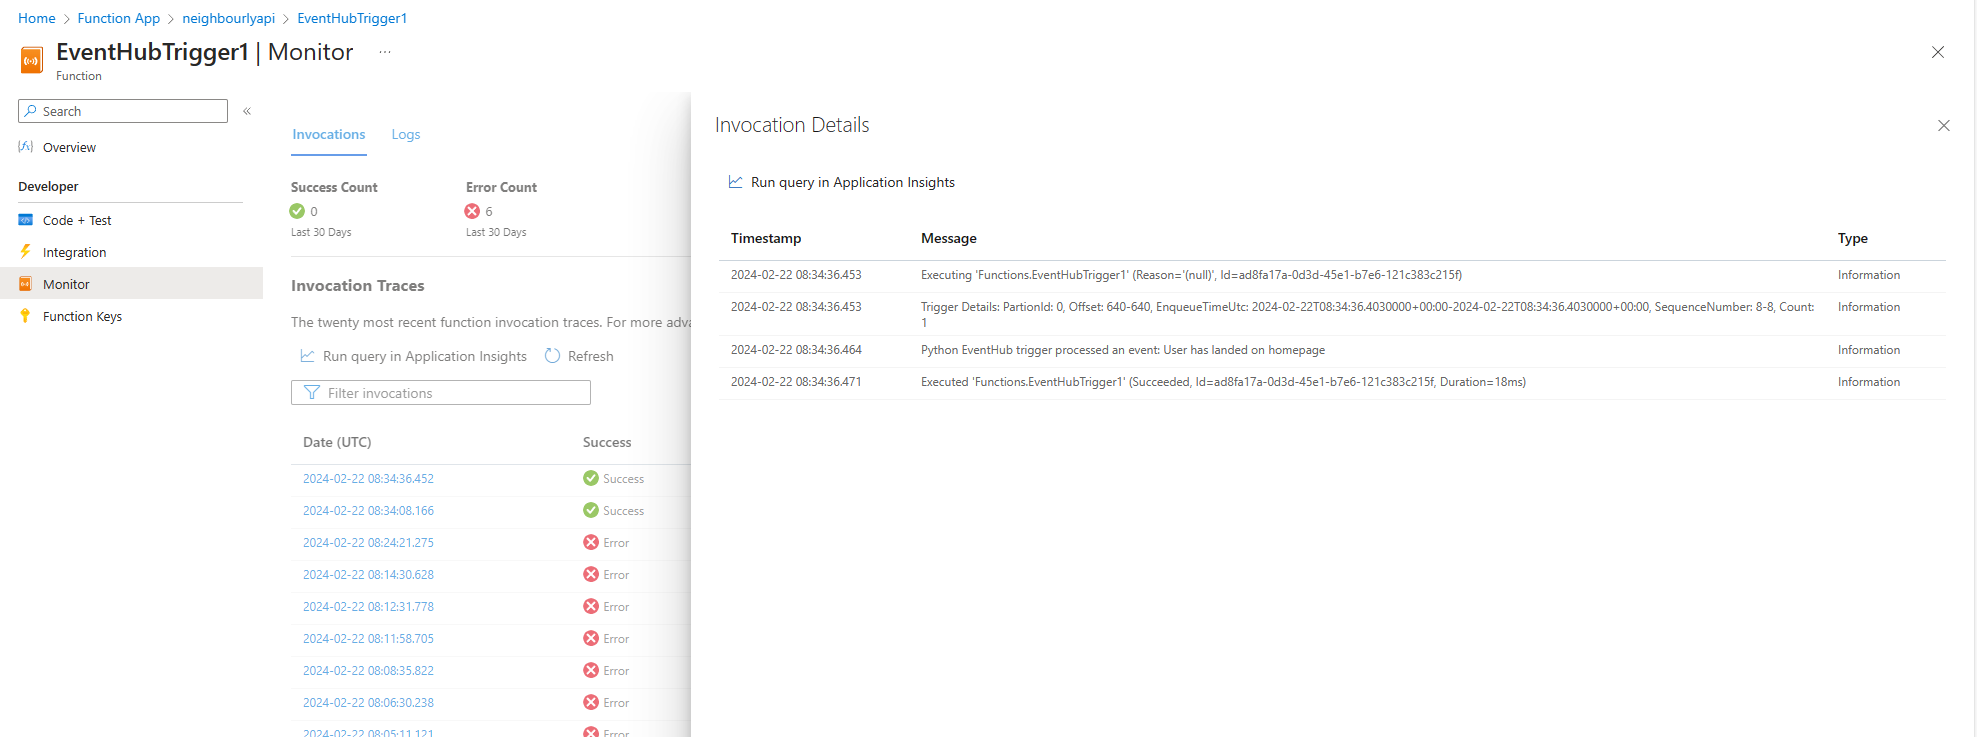 Home > Function App > neighbourlyapi > EventHubTrigger1
EventHubTrigger1 | Monitor ...
Function
Search
«
Overview
Developer
Code + Test
Integration
Monitor
Function Keys
Invocations Logs
Success Count Error Count
0 6
Last 30 Days Last 30 Days
Invocation Traces
The twenty most recent function invocation traces. For more adva
Run query in Application Insights Refresh
Filter invocations
Date (UTC) Success
2024-02-22 08:34:36.452 Success
2024-02-22 08:34:08.166 Success
2024-02-22 08:24:21.275 Error
2024-02-22 08:14:30.628 Error
2024-02-22 08:12:31.778 Error
2024-02-22 08:11:58.705 Error
2024-02-22 08:08:35.822 Error
2024-02-22 08:06:30.238 Error
2024-02-22 08:05:11.121 Error
Invocation Details
Run query in Application Insights
Timestamp Message Type
2024-02-22 08:34:36.453 Executing 'Functions.EventHubTrigger1' (Reason='(null)', Id=ad8fa17a-0d3d-45e1-b7e6-121c383c215f) Information
2024-02-22 08:34:36.453 Trigger Details: PartionId: 0, Offset: 640-640, EnqueueTimeUtc: 2024-02-22T08:34:36.4030000+00:00-2024-02-22T08:34:36.4030000+00:00, SequenceNumber: 8-8, Count: Information
1
2024-02-22 08:34:36.464 Python EventHub trigger processed an event: User has landed on homepage Information
2024-02-22 08:34:36.471 Executed 'Functions.EventHubTrigger1' (Succeeded, Id=ad8fa17a-0d3d-45e1-b7e6-121c383c215f, Duration=18ms) Information